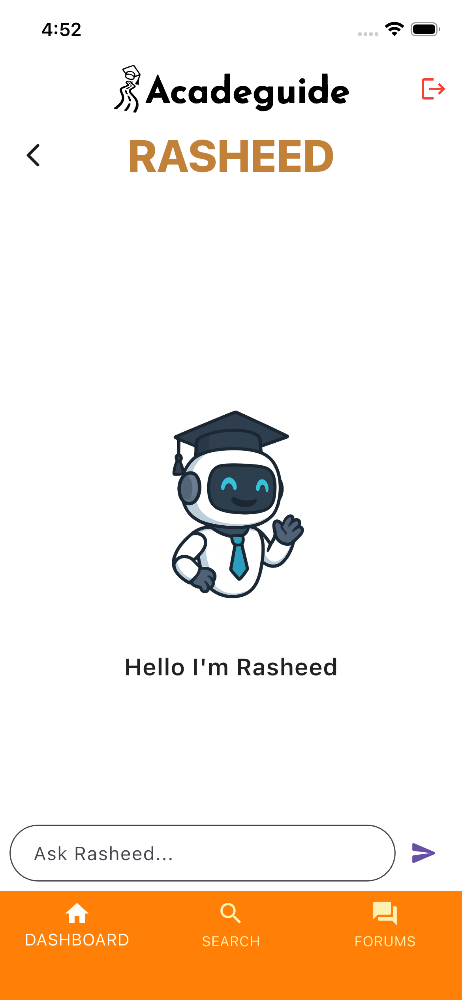 4:52
Acadeguide
RASHEED
Hello I'm Rasheed
Ask Rasheed...
DASHBOARD
SEARCH
FORUMS